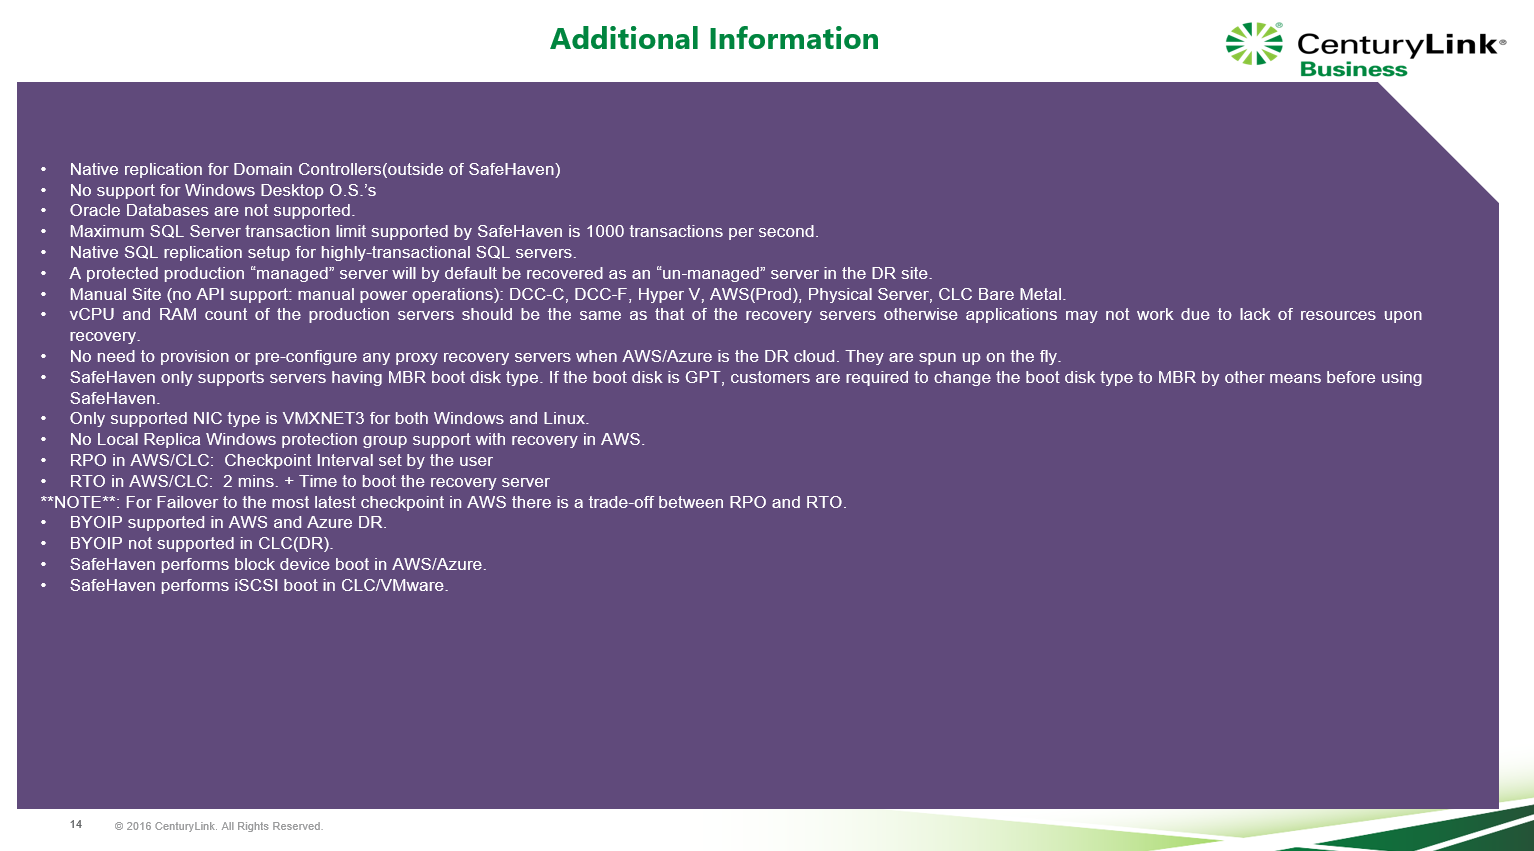 Additional Information
CenturyLink®
Business
• Native replication for Domain Controllers(outside of SafeHaven)
• No support for Windows Desktop O.S.’s
• Oracle Databases are not supported.
• Maximum SQL Server transaction limit supported by SafeHaven is 1000 transactions per second.
• Native SQL replication setup for highly-transactional SQL servers.
• A protected production “managed” server will by default be recovered as an “un-managed” server in the DR site.
• Manual Site (no API support: manual power operations): DCC-C, DCC-F, Hyper V, AWS(Prod), Physical Server, CLC Bare Metal.
• vCPU and RAM count of the production servers should be the same as that of the recovery servers otherwise applications may not work due to lack of resources upon
recovery.
• No need to provision or pre-configure any proxy recovery servers when AWS/Azure is the DR cloud. They are spun up on the fly.
• SafeHaven only supports servers having MBR boot disk type. If the boot disk is GPT, customers are required to change the boot disk type to MBR by other means before using
SafeHaven.
• Only supported NIC type is VMXNET3 for both Windows and Linux.
• No Local Replica Windows protection group support with recovery in AWS.
• RPO in AWS/CLC:  Checkpoint Interval set by the user
• RTO in AWS/CLC:  2 mins. + Time to boot the recovery server
**NOTE**: For Failover to the most latest checkpoint in AWS there is a trade-off between RPO and RTO.
• BYOIP supported in AWS and Azure DR.
• BYOIP not supported in CLC(DR).
• SafeHaven performs block device boot in AWS/Azure.
• SafeHaven performs iSCSI boot in CLC/VMware.
14 © 2016 CenturyLink. All Rights Reserved.